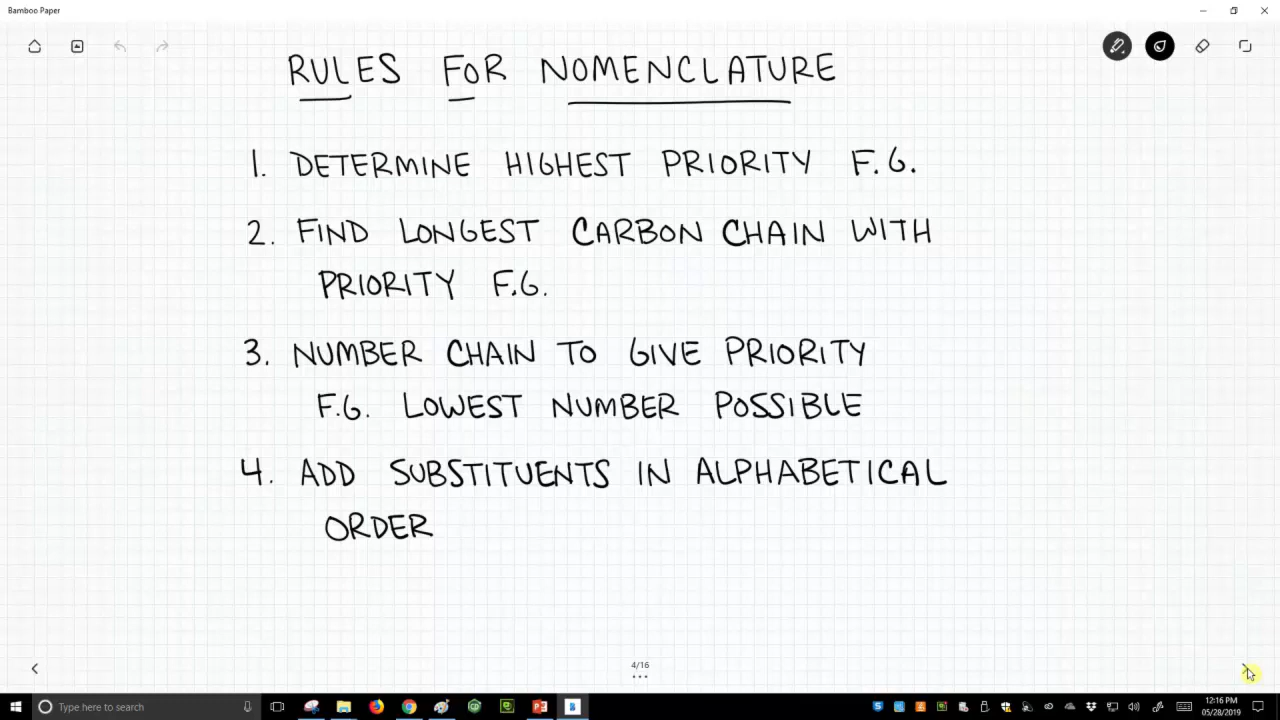 Bamboo Paper
RULES FOR NOMENCLATURE
1. DETERMINE HIGHEST PRIORITY F.G.
2. FIND LONGEST CARBON CHAIN WITH
PRIORITY F.G.
3. NUMBER CHAIN TO GIVE PRIORITY
F.G. LOWEST NUMBER POSSIBLE
4. ADD SUBSTITUENTS IN ALPHABETICAL
ORDER
4/16
Type here to search
12:16 PM
05/28/2019